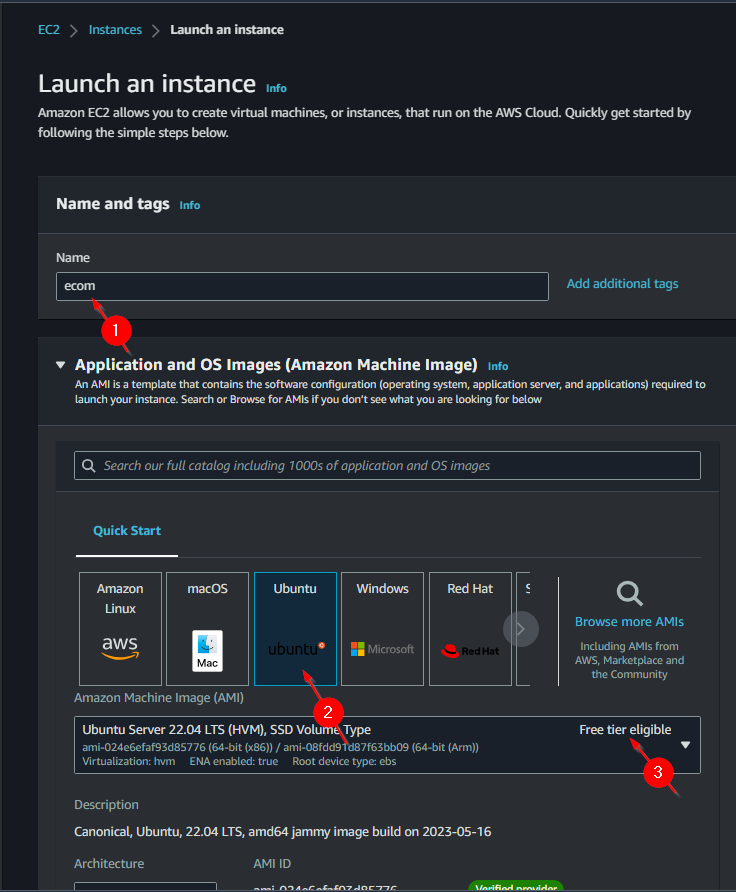 EC2 > Instances > Launch an instance
Launch an instance Info
Amazon EC2 allows you to create virtual machines, or instances, that run on the AWS Cloud. Quickly get started by
following the simple steps below.
Name and tags Info
Name
ecom
Add additional tags
1
Application and OS Images (Amazon Machine Image) Info
An AMI is a template that contains the software configuration (operating system, application server, and applications) required to
launch your instance. Search or Browse for AMIs if you don't see what you are looking for below
Search our full catalog including 1000s of application and OS images
Quick Start
Amazon
Linux
aws
macOS
Mac
Ubuntu
ubuntu
Windows
Microsoft
Red Hat
RedHat
S
Browse more AMIs
Including AMIs from
AWS, Marketplace and
the Community
Amazon Machine Image (AMI)
2
Ubuntu Server 22.04 LTS (HVM), SSD Volume Type
Free tier eligible
ami-024e6efaf93d85776 (64-bit (x86)) / ami-08fdd91d87f63bb09 (64-bit (Arm))
Virtualization: hvm ENA enabled: true Root device type: ebs
3
Description
Canonical, Ubuntu, 22.04 LTS, amd64 jammy image build on 2023-05-16
Architecture
AMI ID
ami-024e6efaf93d85776
Verified provider